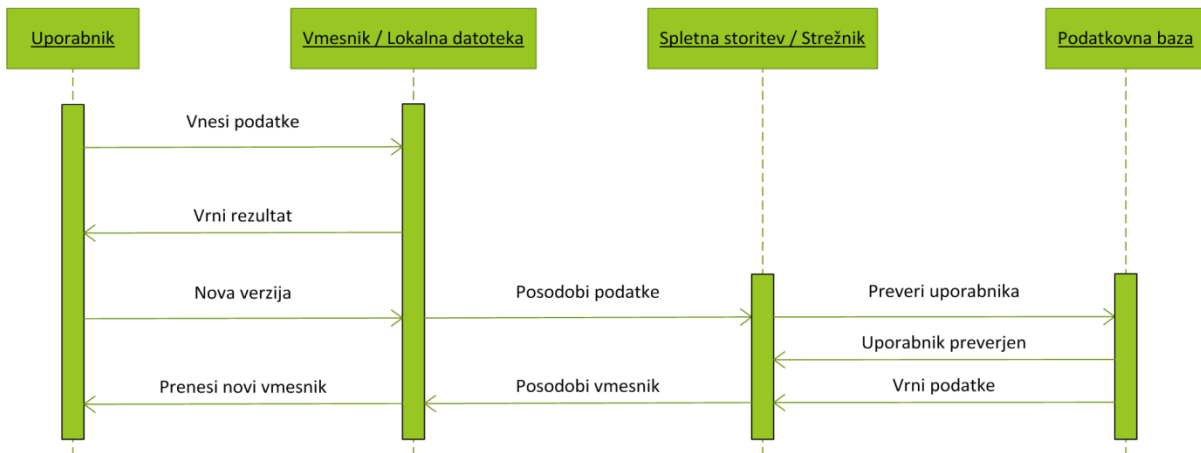 Uporabnik
Vmesnik / Lokalna datoteka
Spletna storitev / Strežnik
Podatkovna baza
Vnesi podatke
Vrni rezultat
Nova verzija
Posodobi podatke
Preveri uporabnika
Uporabnik preverjen
Prenesi novi vmesnik
Posodobi vmesnik
Vrni podatke